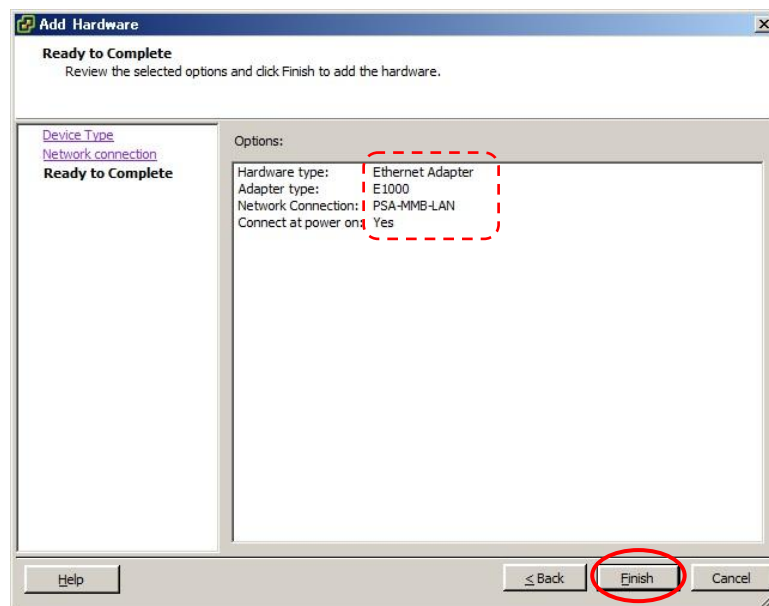 Add Hardware
Ready to Complete
Review the selected options and click Finish to add the hardware.
Device Type
Network connection
Ready to Complete
Options:
Hardware type: Ethernet Adapter
Adapter type: E1000
Network Connection: PSA-MMB-LAN
Connect at power on: Yes
Help
≤ Back
Finish
Cancel